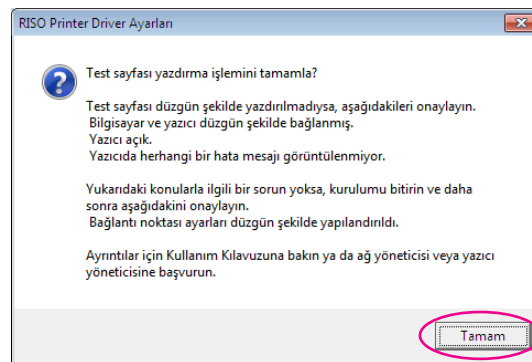 RISO Printer Driver Ayarları
Test sayfası yazdırma işlemini tamamla?
Test sayfası düzgün şekilde yazdırılmadıysa, aşağıdakileri onaylayın.
Bilgisayar ve yazıcı düzgün şekilde bağlanmış.
Yazıcı açık.
Yazıcıda herhangi bir hata mesajı görüntülenmiyor.
Yukarıdaki konularla ilgili bir sorun yoksa, kurulumu bitirin ve daha
sonra aşağıdakini onaylayın.
Bağlantı noktası ayarları düzgün şekilde yapılandırıldı.
Ayrıntılar için Kullanım Kılavuzuna bakın ya da ağ yöneticisi veya yazıcı
yöneticisine başvurun.
Tamam